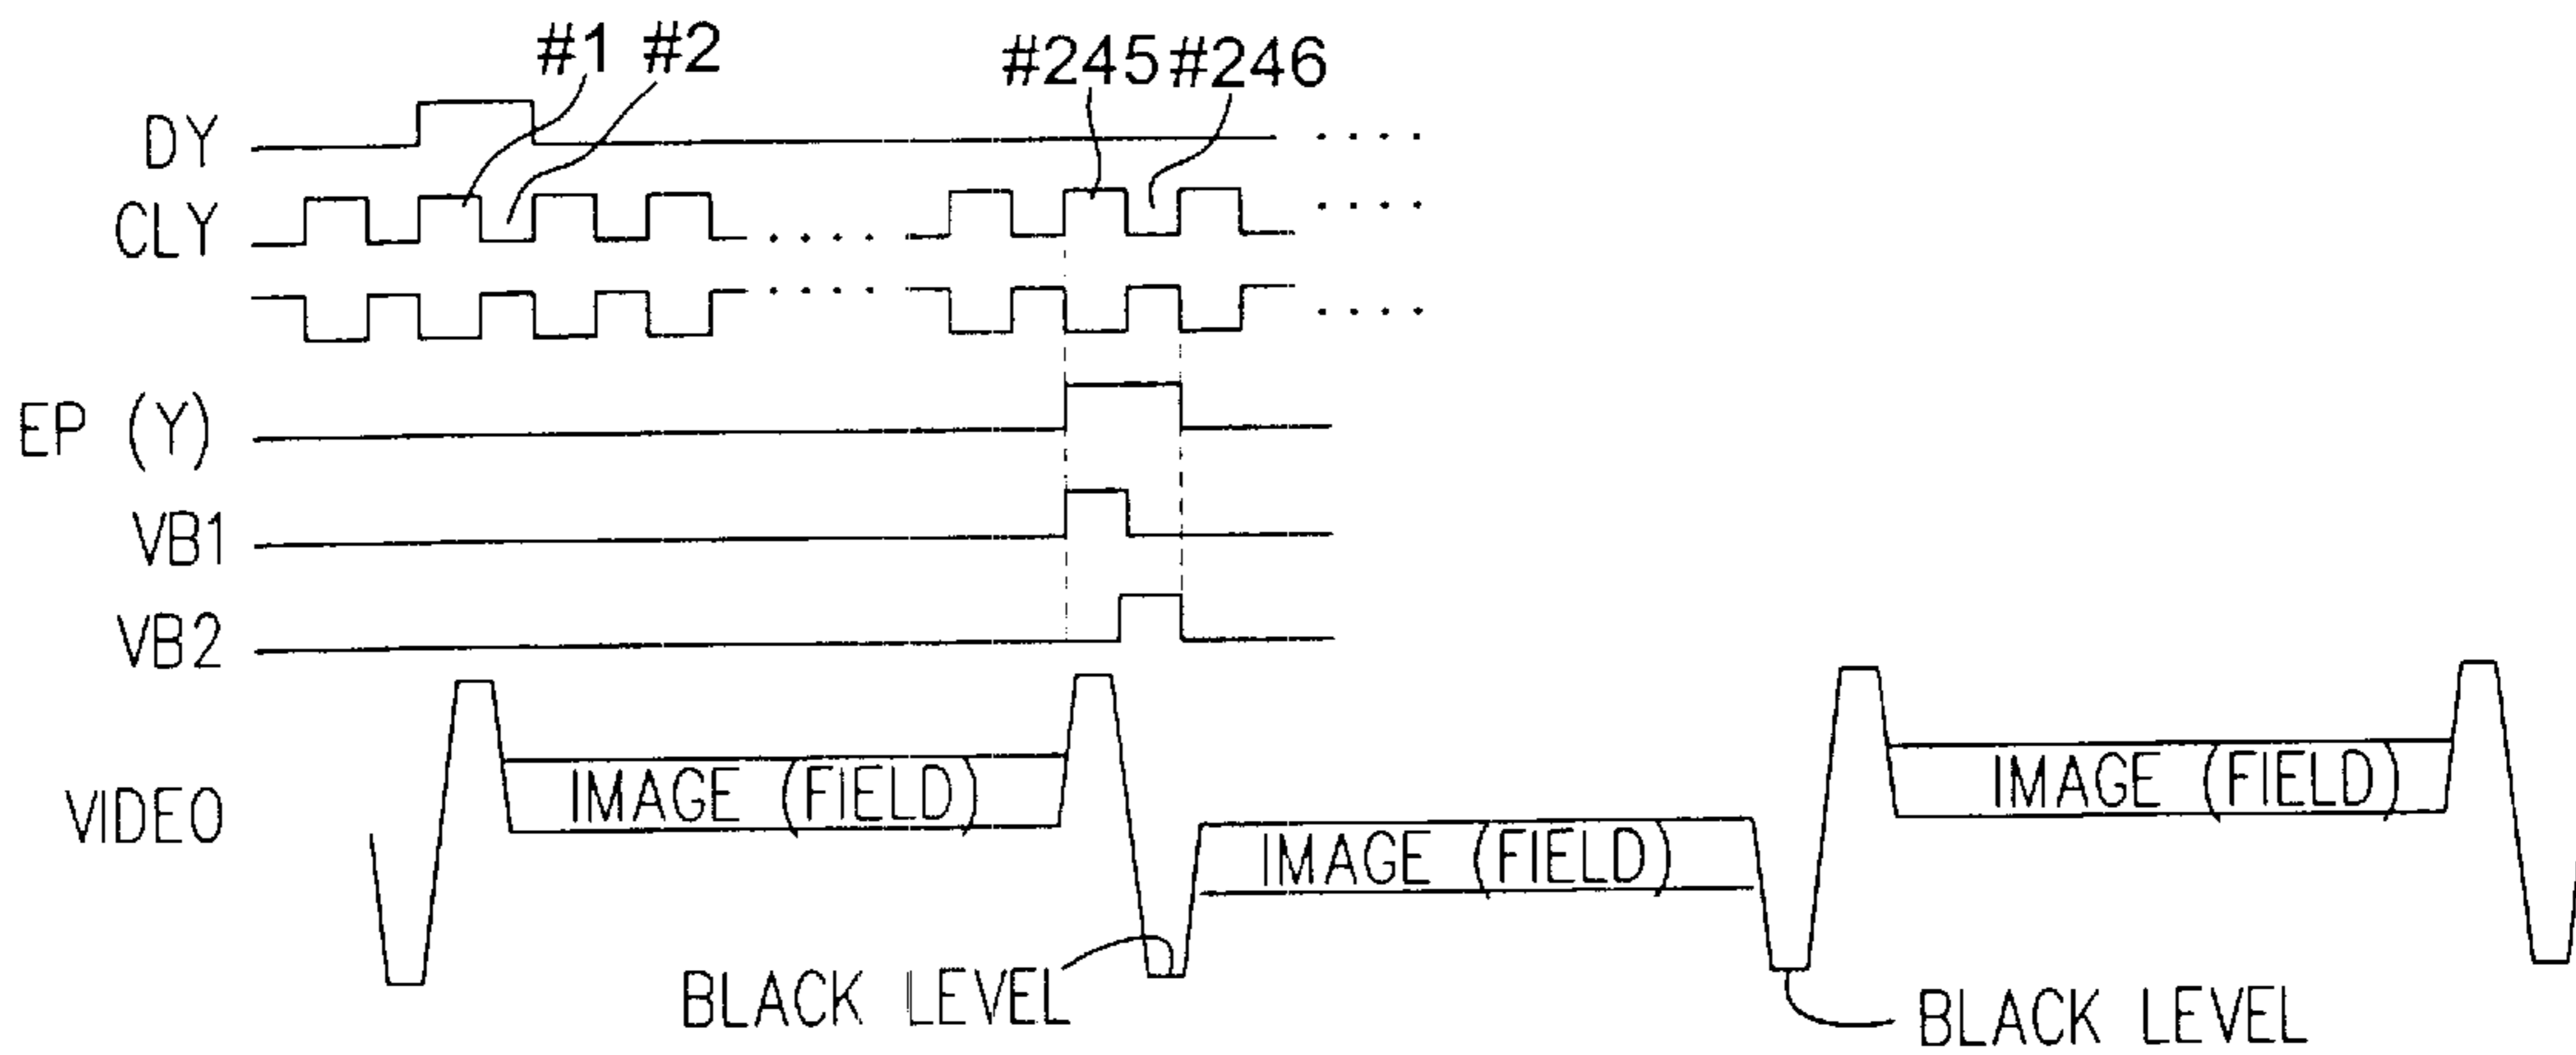 #1 #2 #245 #246
DY
CLY
EP (Y)
VB1
VB2
VIDEO
IMAGE (FIELD)
IMAGE (FIELD)
IMAGE (FIELD)
BLACK LEVEL
BLACK LEVEL